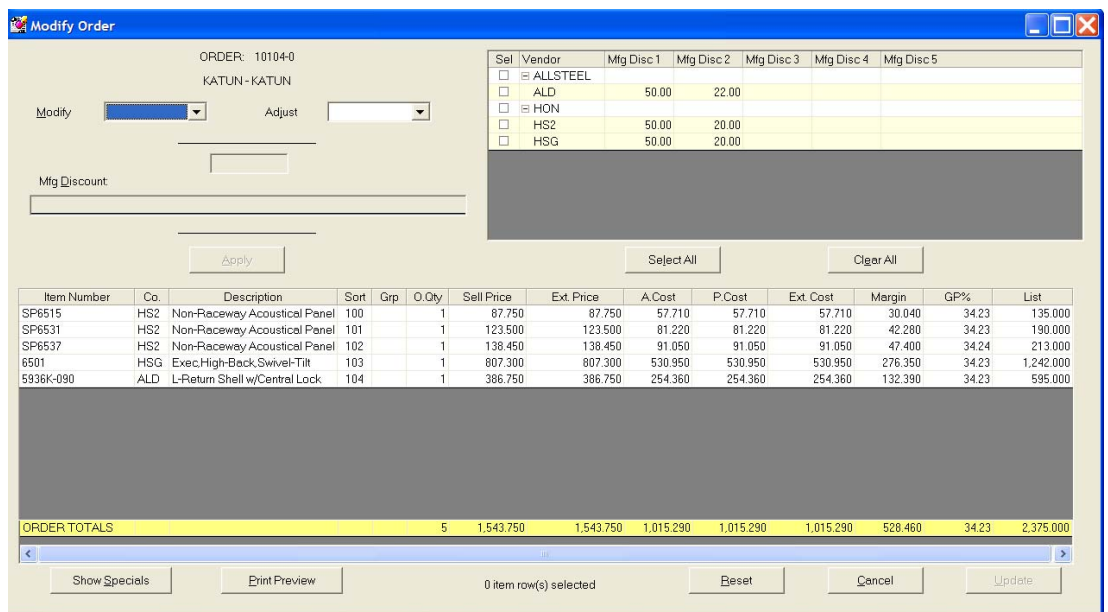 Modify Order
ORDER: 10104-0
KATUN - KATUN
Modify Adjust
Mfg Discount:
Apply
Sel Vendor Mfg Disc 1 Mfg Disc 2 Mfg Disc 3 Mfg Disc 4 Mfg Disc 5
ALLSTEEL
ALD 50.00 22.00
HON
HS2 50.00 20.00
HSG 50.00 20.00
Select All Clear All
Item Number Co. Description Sort Grp O.Qty Sell Price Ext. Price A.Cost P.Cost Ext. Cost Margin GP% List
SP6515 HS2 Non-Raceway Acoustical Panel 100 1 87.750 87.750 57.710 57.710 57.710 30.040 34.23 135.000
SP6531 HS2 Non-Raceway Acoustical Panel 101 1 123.500 123.500 81.220 81.220 81.220 42.280 34.23 190.000
SP6537 HS2 Non-Raceway Acoustical Panel 102 1 138.450 138.450 91.050 91.050 91.050 47.400 34.24 213.000
6501 HSG Exec,High-Back,Swivel-Tilt 103 1 807.300 807.300 530.950 530.950 530.950 276.350 34.23 1,242.000
5936K-090 ALD L-Return Shell w/Central Lock 104 1 386.750 386.750 254.360 254.360 254.360 132.390 34.23 595.000
ORDER TOTALS 5 1,543.750 1,543.750 1,015.290 1,015.290 1,015.290 528.460 34.23 2,375.000
Show Specials Print Preview 0 item row(s) selected Reset Cancel Update